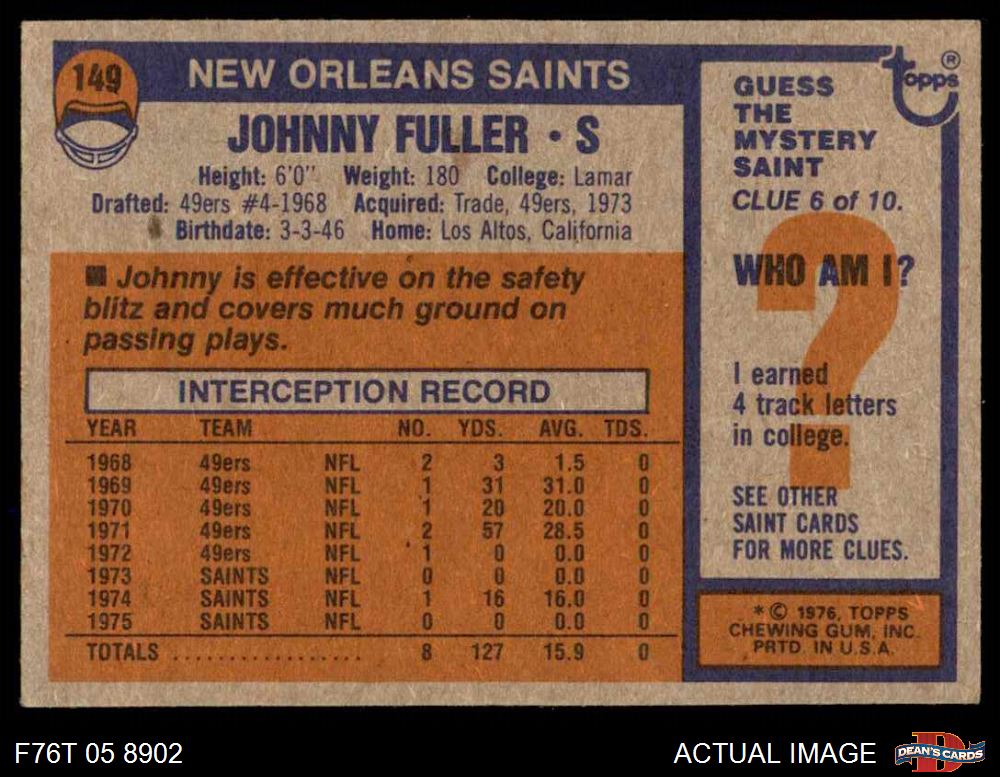 149
NEW ORLEANS SAINTS
JOHNNY FULLER • S
Height: 6'0" Weight: 180 College: Lamar
Drafted: 49ers #4-1968 Acquired: Trade, 49ers, 1973
Birthdate: 3-3-46 Home: Los Altos, California
■ Johnny is effective on the safety
blitz and covers much ground on
passing plays.
INTERCEPTION RECORD
YEAR TEAM NO. YDS. AVG. TDS.
1968 49ers NFL 2 3 1.5 0
1969 49ers NFL 1 31 31.0 0
1970 49ers NFL 1 20 20.0 0
1971 49ers NFL 2 57 28.5 0
1972 49ers NFL 1 0 0.0 0
1973 SAINTS NFL 0 0 0.0 0
1974 SAINTS NFL 1 16 16.0 0
1975 SAINTS NFL 0 0 0.0 0
TOTALS .................. 8 127 15.9 0
topps ®
GUESS
THE
MYSTERY
SAINT
CLUE 6 of 10.
WHO AM I?
?
I earned
4 track letters
in college.
SEE OTHER
SAINT CARDS
FOR MORE CLUES.
* © 1976, TOPPS
CHEWING GUM, INC.
PRTD. IN U.S.A.
F76T 05 8902
ACTUAL IMAGE
D
DEAN'S CARDS